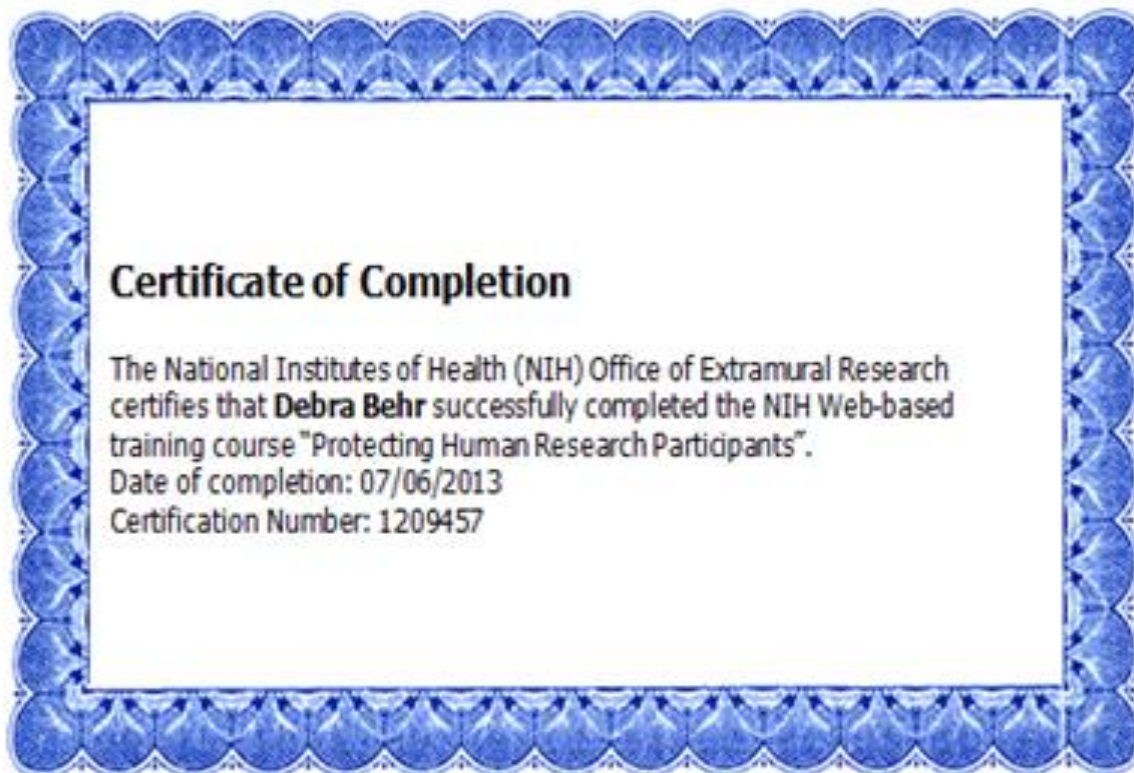 Certificate of Completion
The National Institutes of Health (NIH) Office of Extramural Research
certifies that Debra Behr successfully completed the NIH Web-based
training course “Protecting Human Research Participants”.
Date of completion: 07/06/2013
Certification Number: 1209457